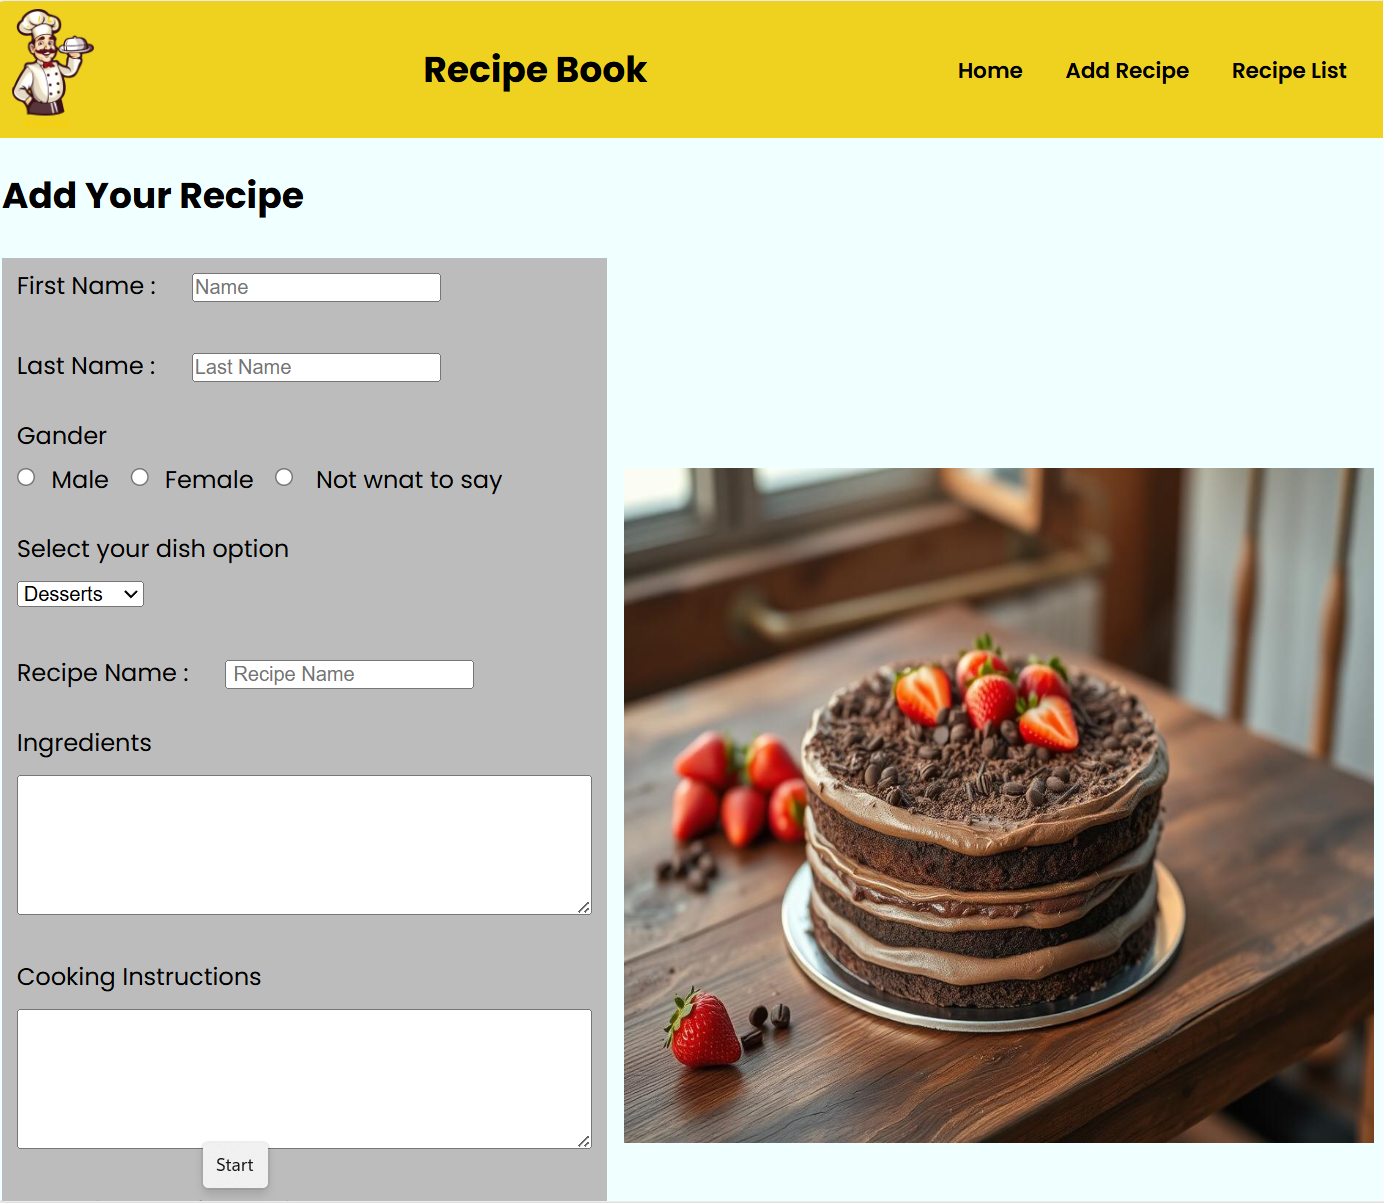 Recipe Book
Home Add Recipe Recipe List
Add Your Recipe
First Name : Name
Last Name : Last Name
Gander
Male Female Not wnat to say
Select your dish option
Desserts
Recipe Name : Recipe Name
Ingredients
Cooking Instructions
Start